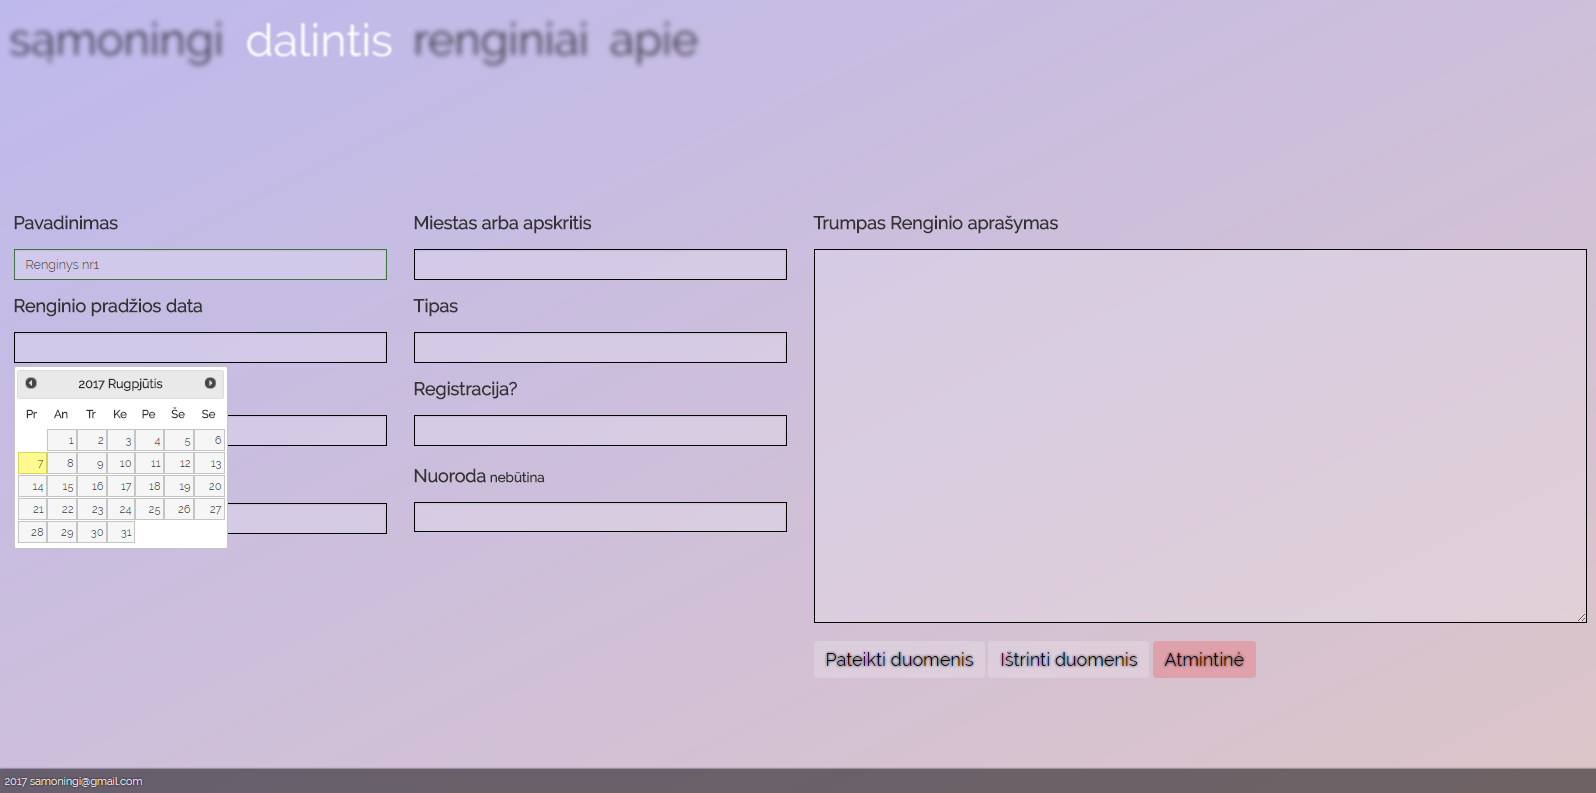 sąmoningi dalintis renginiai apie
Pavadinimas
Renginys nr1
Renginio pradžios data
2017 Rugpjūtis
Pr An Tr Ke Pe Še Se
1 2 3 4 5 6
7 8 9 10 11 12 13
14 15 16 17 18 19 20
21 22 23 24 25 26 27
28 29 30 31
Miestas arba apskritis
Tipas
Registracija?
Nuoroda nebūtina
Trumpas Renginio aprašymas
Pateikti duomenis Ištrinti duomenis Atmintinė
2017 samoningi@gmail.com